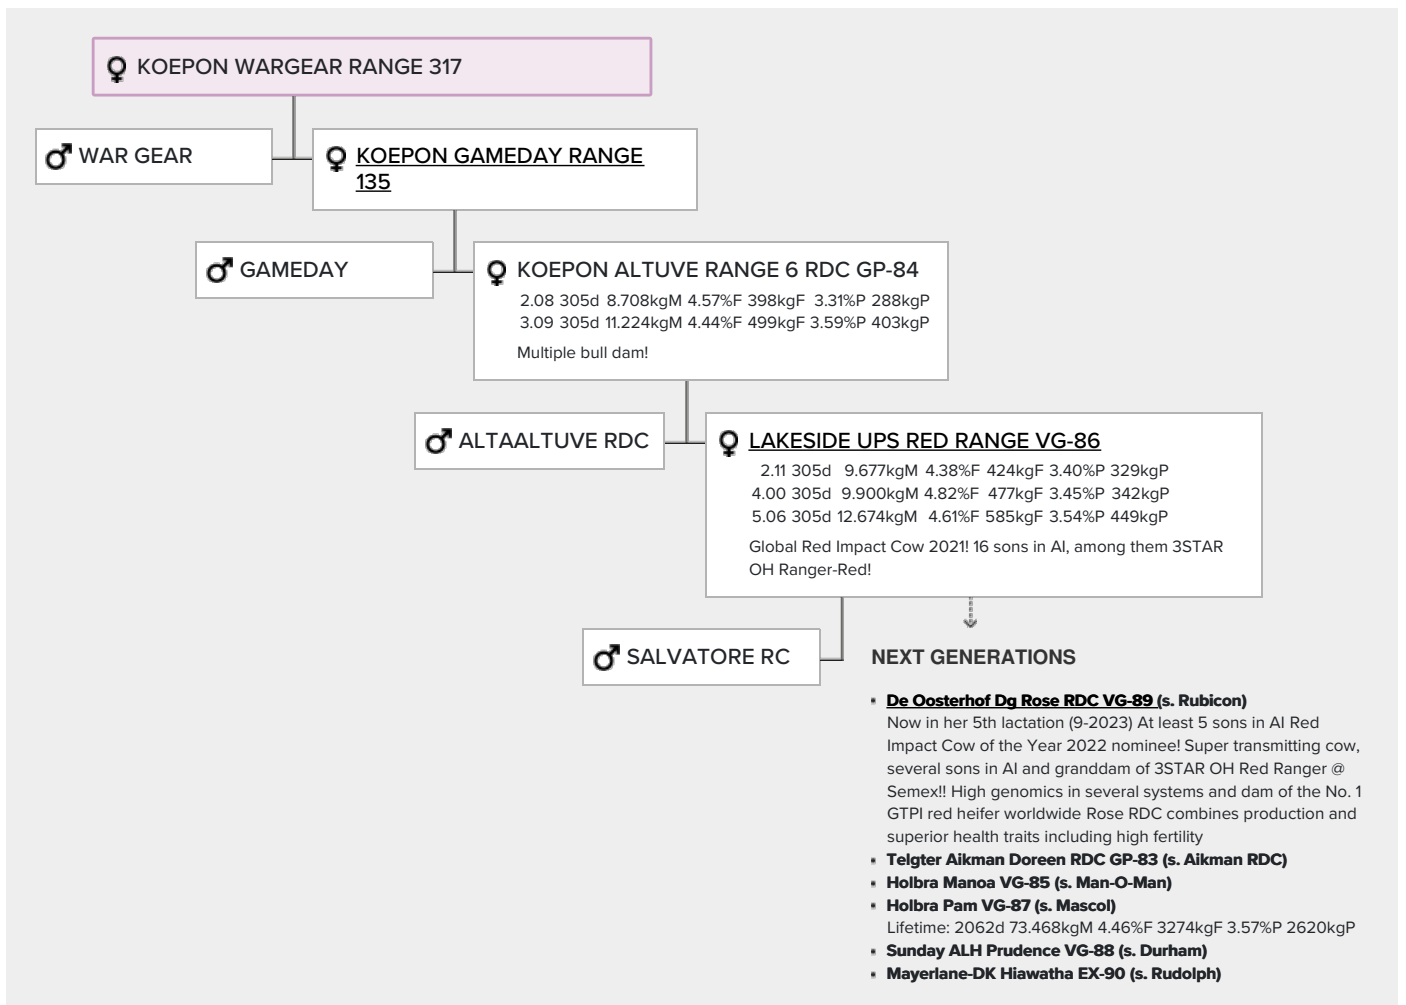 KOEPON WARGEAR RANGE 317
WAR GEAR
KOEPON GAMEDAY RANGE
135
GAMEDAY
KOEPON ALTUVE RANGE 6 RDC GP-84
2.08 305d 8.708kgM 4.57%F 398kgF 3.31%P 288kgP
3.09 305d 11.224kgM 4.44%F 499kgF 3.59%P 403kgP
Multiple bull dam!
ALTAALTUVE RDC
LAKESIDE UPS RED RANGE VG-86
2.11 305d 9.677kgM 4.38%F 424kgF 3.40%P 329kgP
4.00 305d 9.900kgM 4.82%F 477kgF 3.45%P 342kgP
5.06 305d 12.674kgM 4.61%F 585kgF 3.54%P 449kgP
Global Red Impact Cow 2021! 16 sons in AI, among them 3STAR
OH Ranger-Red!
SALVATORE RC
NEXT GENERATIONS
De Oosterhof Dg Rose RDC VG-89 (s. Rubicon)
Now in her 5th lactation (9-2023) At least 5 sons in AI Red
Impact Cow of the Year 2022 nominee! Super transmitting cow,
several sons in AI and granddam of 3STAR OH Red Ranger @
Semex!! High genomics in several systems and dam of the No. 1
GTPI red heifer worldwide Rose RDC combines production and
superior health traits including high fertility
Telgter Aikman Doreen RDC GP-83 (s. Aikman RDC)
Holbra Manoa VG-85 (s. Man-O-Man)
Holbra Pam VG-87 (s. Mascol)
Lifetime: 2062d 73.468kgM 4.46%F 3274kgF 3.57%P 2620kgP
Sunday ALH Prudence VG-88 (s. Durham)
Mayerlane-DK Hiawatha EX-90 (s. Rudolph)